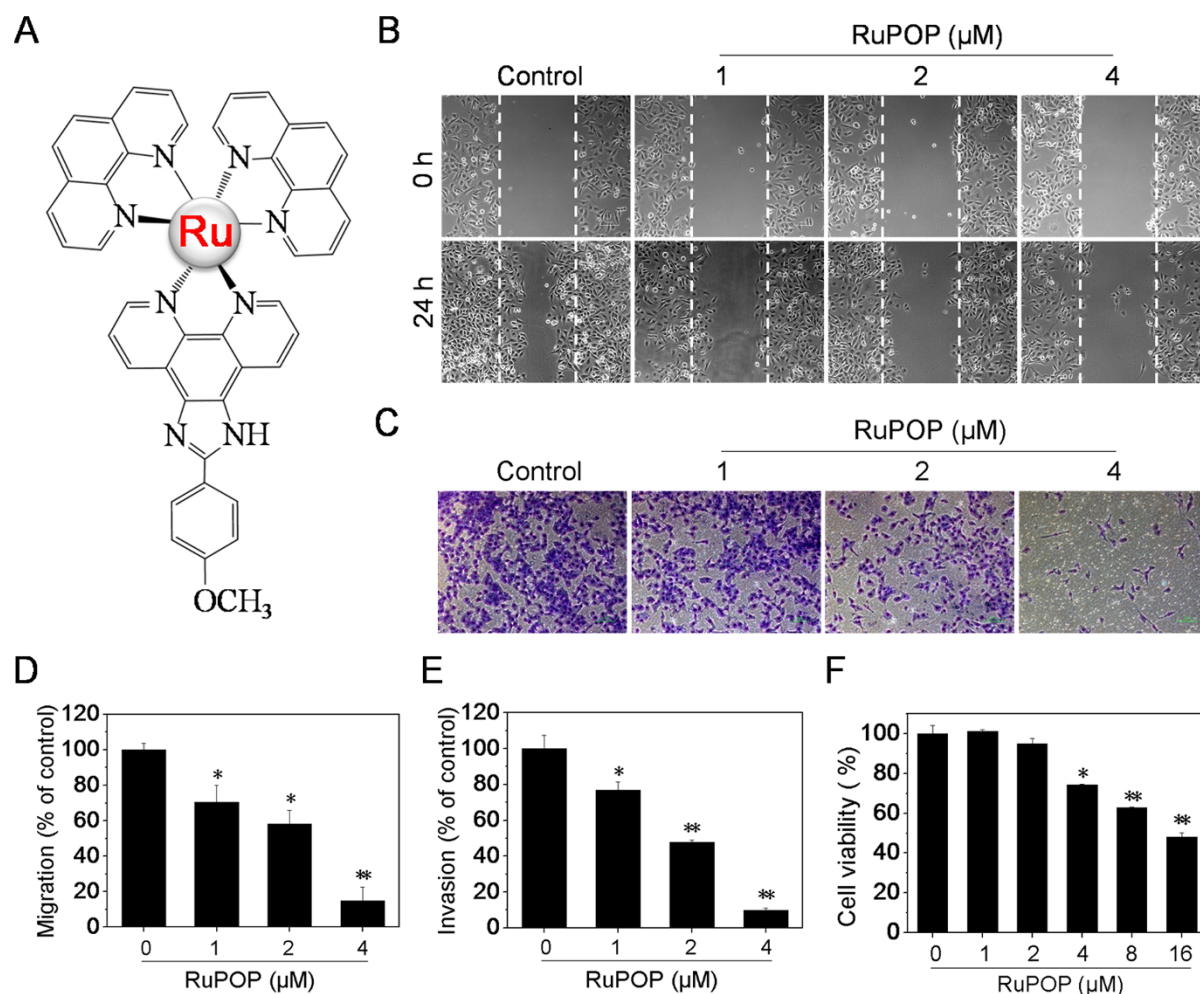 A
N
N
N
N
Ru
N
N
N
NH
OCH3
B
RuPOP (µM)
Control 1 2 4
0 h
24 h
C
RuPOP (µM)
Control 1 2 4
D
Migration (% of control)
120
100
80
60
40
20
0
* * **
0 1 2 4
RuPOP (µM)
E
Invasion (% of control)
120
100
80
60
40
20
0
* ** **
0 1 2 4
RuPOP (µM)
F
Cell viability ( %)
100
80
60
40
20
0
* ** **
0 1 2 4 8 16
RuPOP (µM)